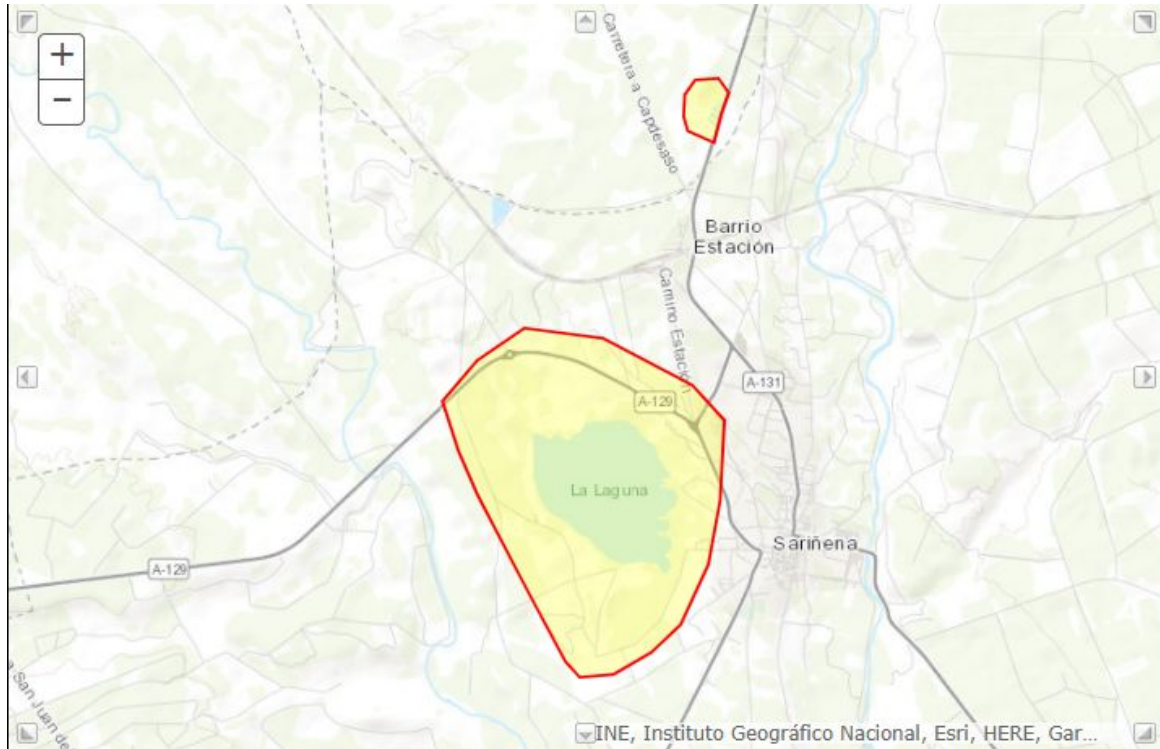 +
−
Carretera a Capdesaso
Barrio
Estación
Camino Estación
A-131
A-129
La Laguna
Sariñena
A-129
a San Juan de
INE, Instituto Geográfico Nacional, Esri, HERE, Gar...